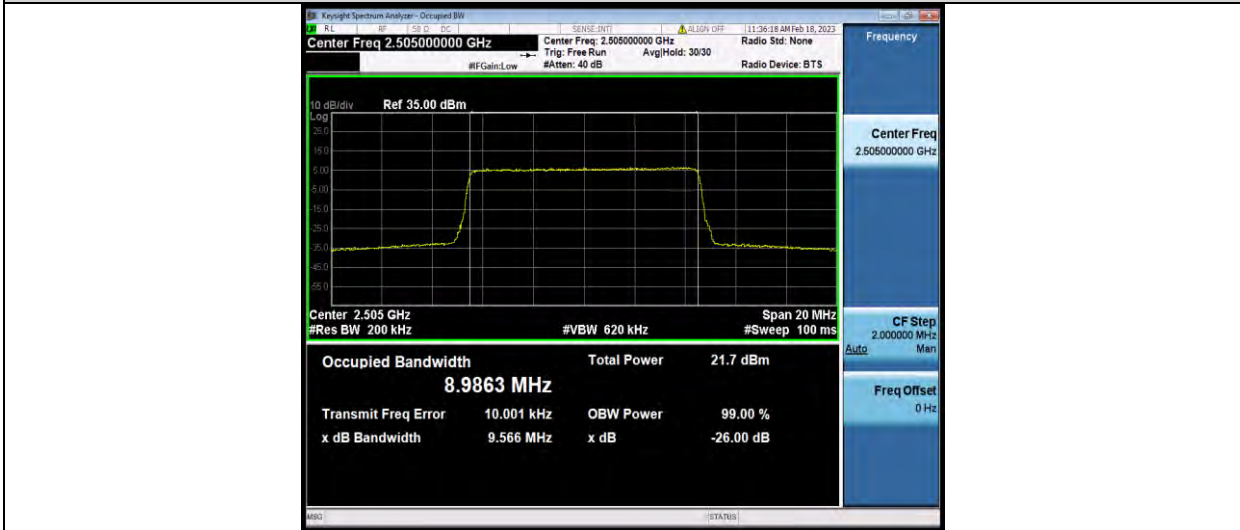 Keysight Spectrum Analyzer - Occupied BW
RL RF 50 Ω DC SENSE:INT ALIGN OFF 11:36:18 AM Feb 18, 2023
Center Freq 2.505000000 GHz Center Freq: 2.505000000 GHz Radio Std: None
Trig: Free Run Avg|Hold: 30/30
#IFGain:Low #Atten: 40 dB Radio Device: BTS
Frequency
10 dB/div Ref 35.00 dBm
Log
25.0
15.0
5.00
-5.00
-15.0
-25.0
-35.0
-45.0
-55.0
Center 2.505 GHz Span 20 MHz
#Res BW 200 kHz #VBW 620 kHz #Sweep 100 ms
Occupied Bandwidth Total Power 21.7 dBm
8.9863 MHz
Transmit Freq Error 10.001 kHz OBW Power 99.00 %
x dB Bandwidth 9.566 MHz x dB -26.00 dB
Center Freq
2.505000000 GHz
CF Step
2.000000 MHz
Auto Man
Freq Offset
0 Hz
MSG STATUS